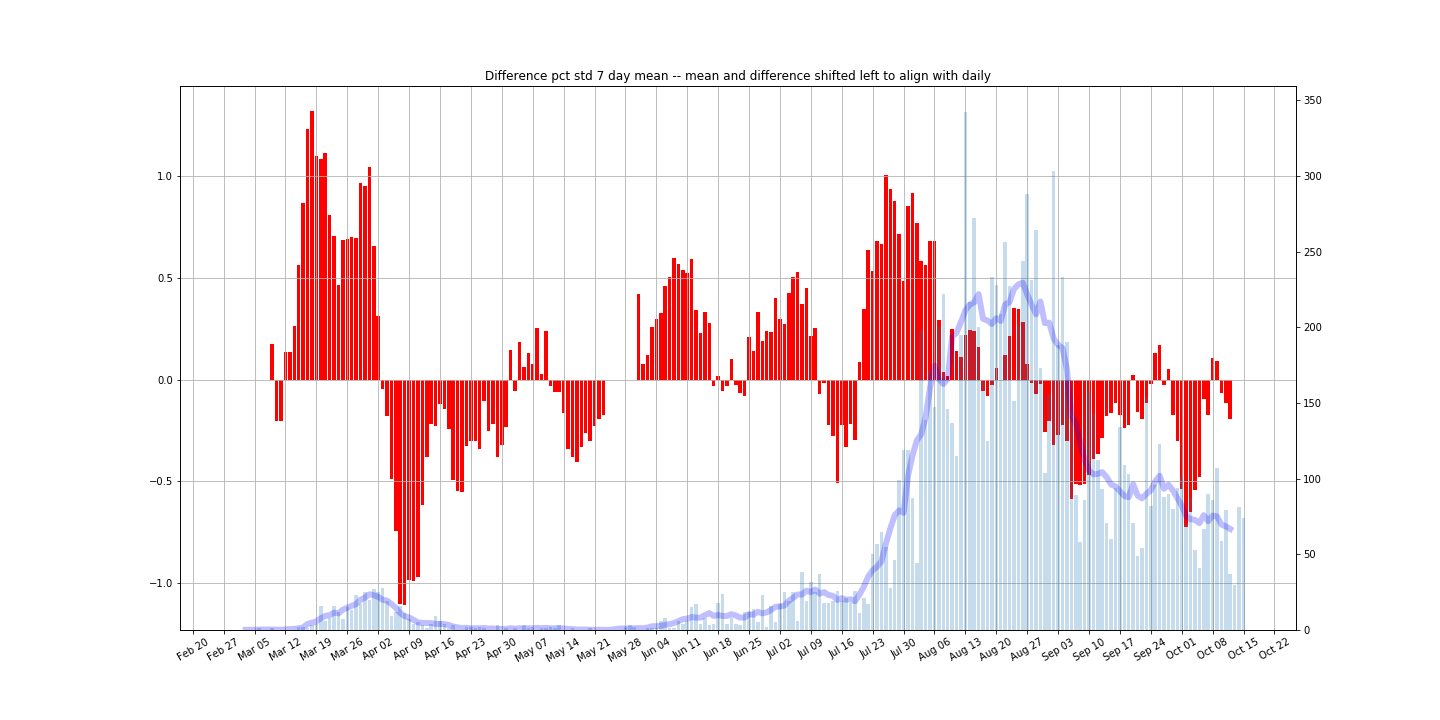 Difference pct std 7 day mean -- mean and difference shifted left to align with daily
1.0
0.5
0.0
−0.5
−1.0
350
300
250
200
150
100
50
0
Feb 20
Feb 27
Mar 05
Mar 12
Mar 19
Mar 26
Apr 02
Apr 09
Apr 16
Apr 23
Apr 30
May 07
May 14
May 21
May 28
Jun 04
Jun 11
Jun 18
Jun 25
Jul 02
Jul 09
Jul 16
Jul 23
Jul 30
Aug 06
Aug 13
Aug 20
Aug 27
Sep 03
Sep 10
Sep 17
Sep 24
Oct 01
Oct 08
Oct 15
Oct 22